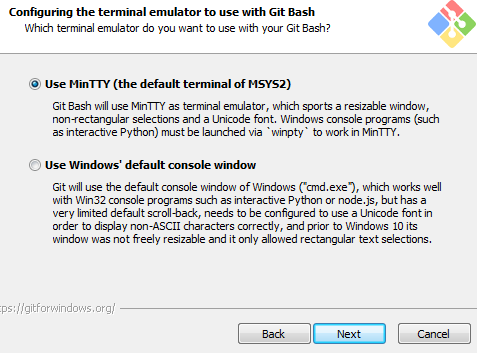 Configuring the terminal emulator to use with Git Bash
Which terminal emulator do you want to use with your Git Bash?
Use MinTTY (the default terminal of MSYS2)
Git Bash will use MinTTY as terminal emulator, which sports a resizable window,
non-rectangular selections and a Unicode font. Windows console programs (such
as interactive Python) must be launched via `winpty` to work in MinTTY.
Use Windows' default console window
Git will use the default console window of Windows ("cmd.exe"), which works well
with Win32 console programs such as interactive Python or node.js, but has a
very limited default scroll-back, needs to be configured to use a Unicode font in
order to display non-ASCII characters correctly, and prior to Windows 10 its
window was not freely resizable and it only allowed rectangular text selections.
tps://gitforwindows.org/
Back
Next
Cancel